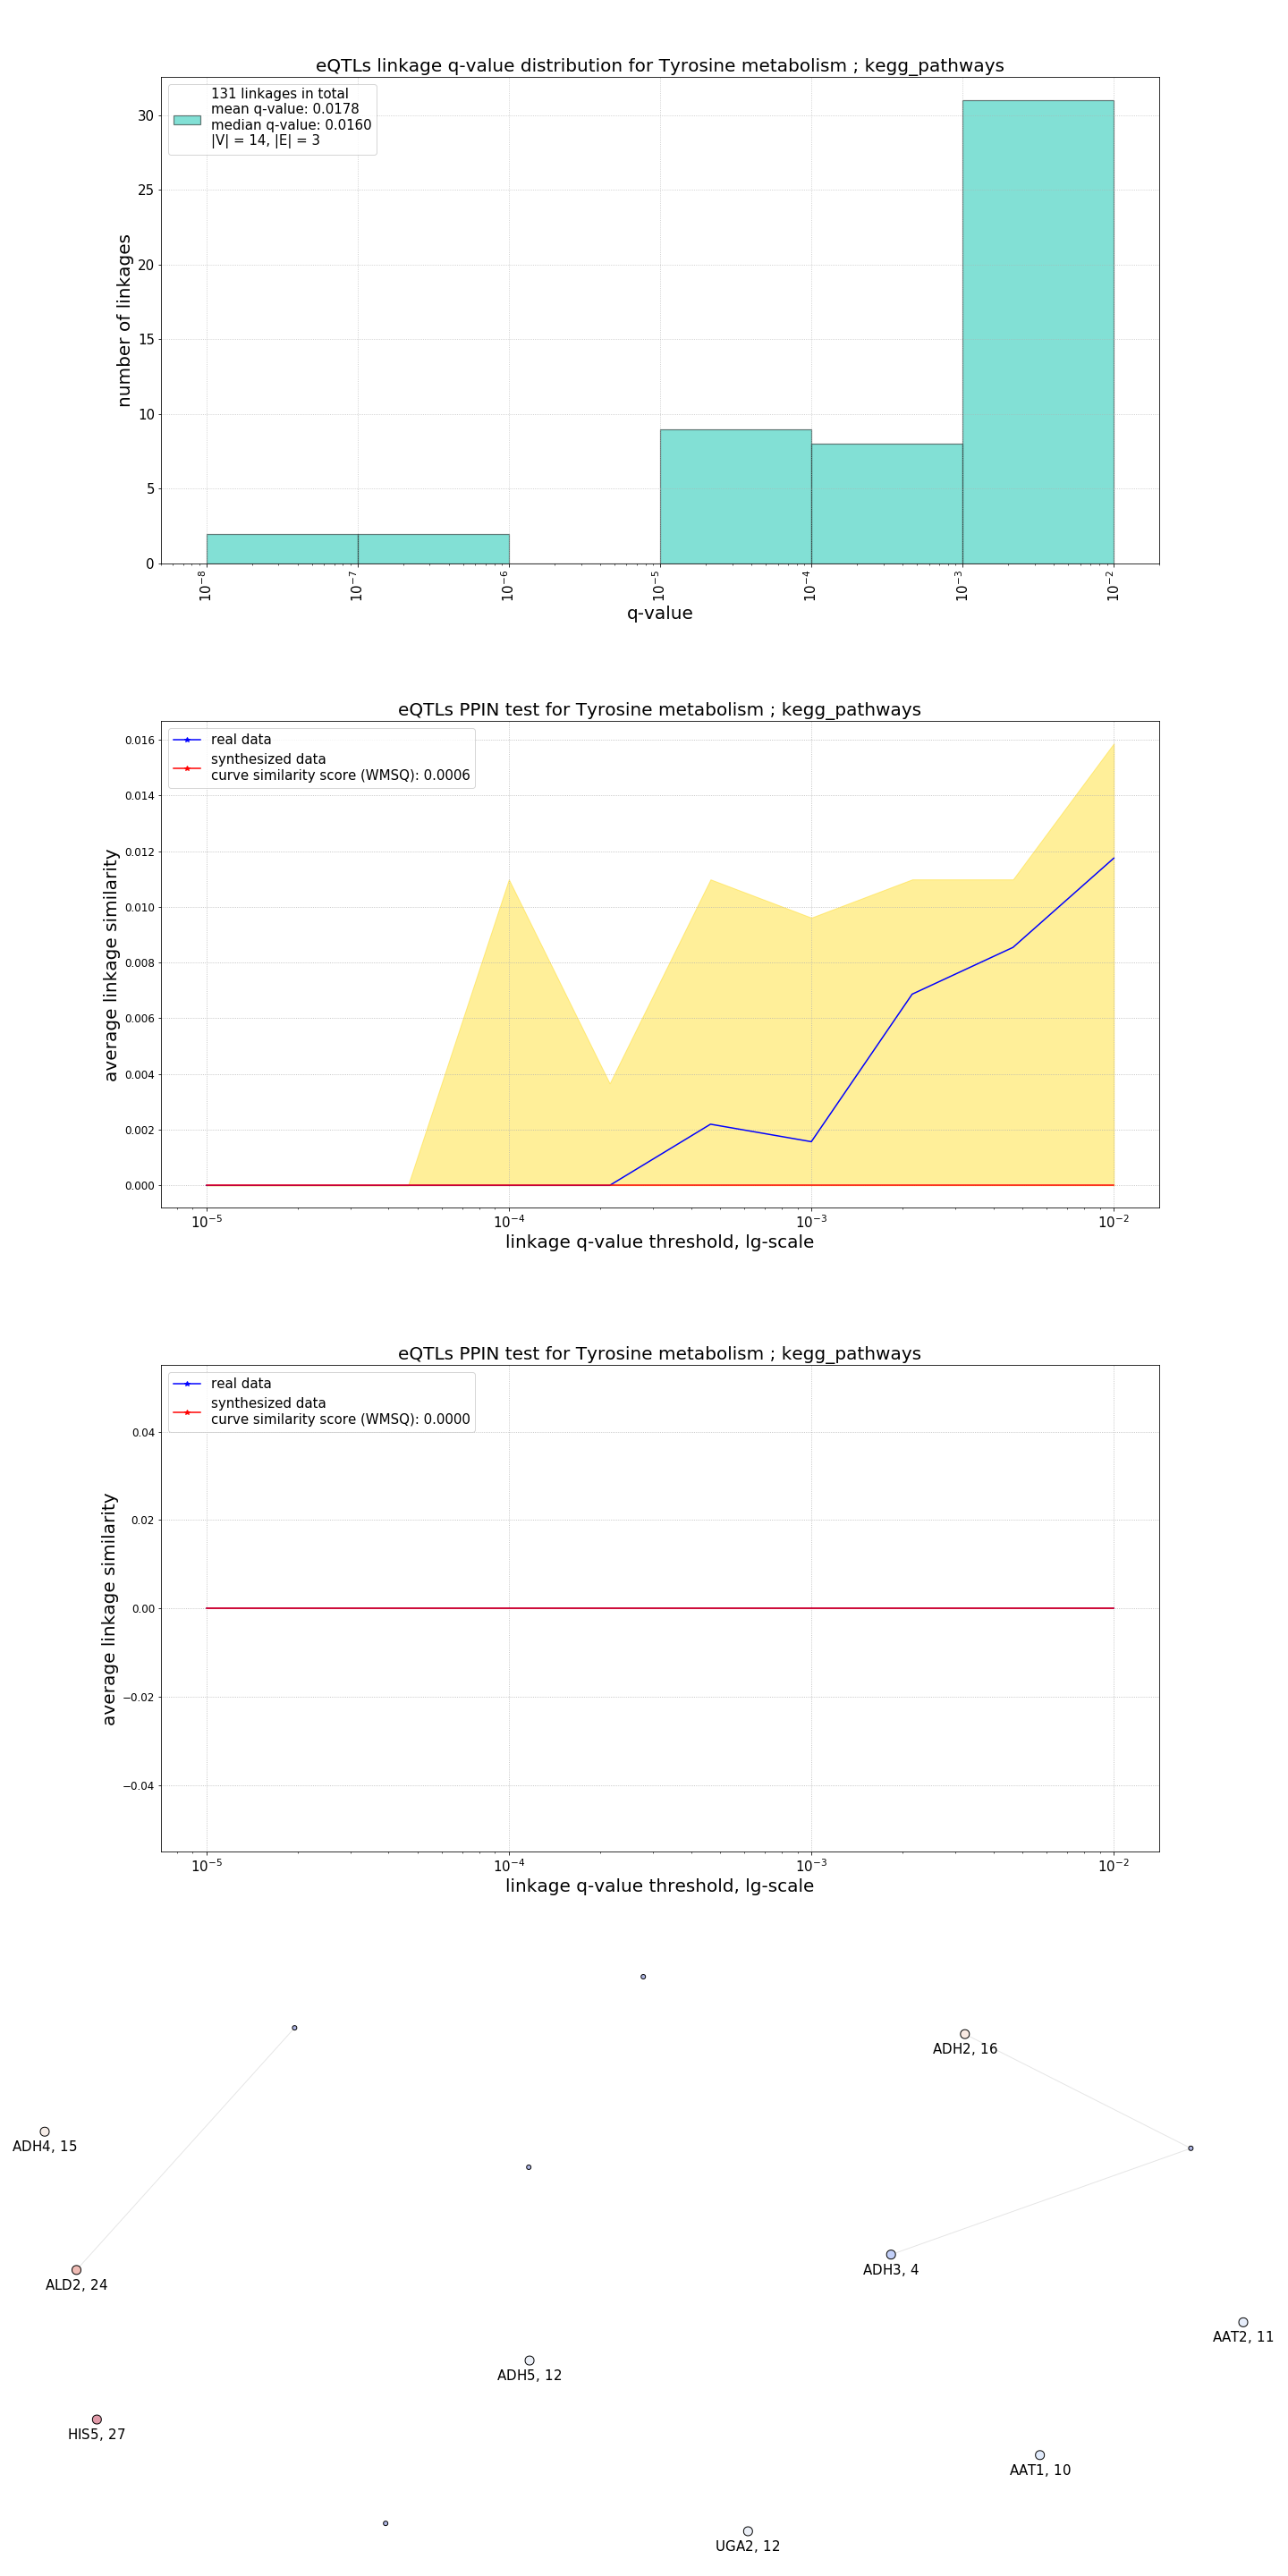 eQTLs linkage q-value distribution for Tyrosine metabolism ; kegg_pathways
131 linkages in total
mean q-value: 0.0178
median q-value: 0.0160
|V| = 14, |E| = 3
number of linkages
30
25
20
15
10
5
0
10⁻⁸ 10⁻⁷ 10⁻⁶ 10⁻⁵ 10⁻⁴ 10⁻³ 10⁻²
q-value
eQTLs PPIN test for Tyrosine metabolism ; kegg_pathways
real data
synthesized data
curve similarity score (WMSQ): 0.0006
average linkage similarity
0.016
0.014
0.012
0.010
0.008
0.006
0.004
0.002
0.000
10⁻⁵ 10⁻⁴ 10⁻³ 10⁻²
linkage q-value threshold, lg-scale
eQTLs PPIN test for Tyrosine metabolism ; kegg_pathways
real data
synthesized data
curve similarity score (WMSQ): 0.0000
average linkage similarity
0.04
0.02
0.00
−0.02
−0.04
10⁻⁵ 10⁻⁴ 10⁻³ 10⁻²
linkage q-value threshold, lg-scale
ADH2, 16
ADH4, 15
ADH3, 4
ALD2, 24
AAT2, 11
ADH5, 12
HIS5, 27
AAT1, 10
UGA2, 12